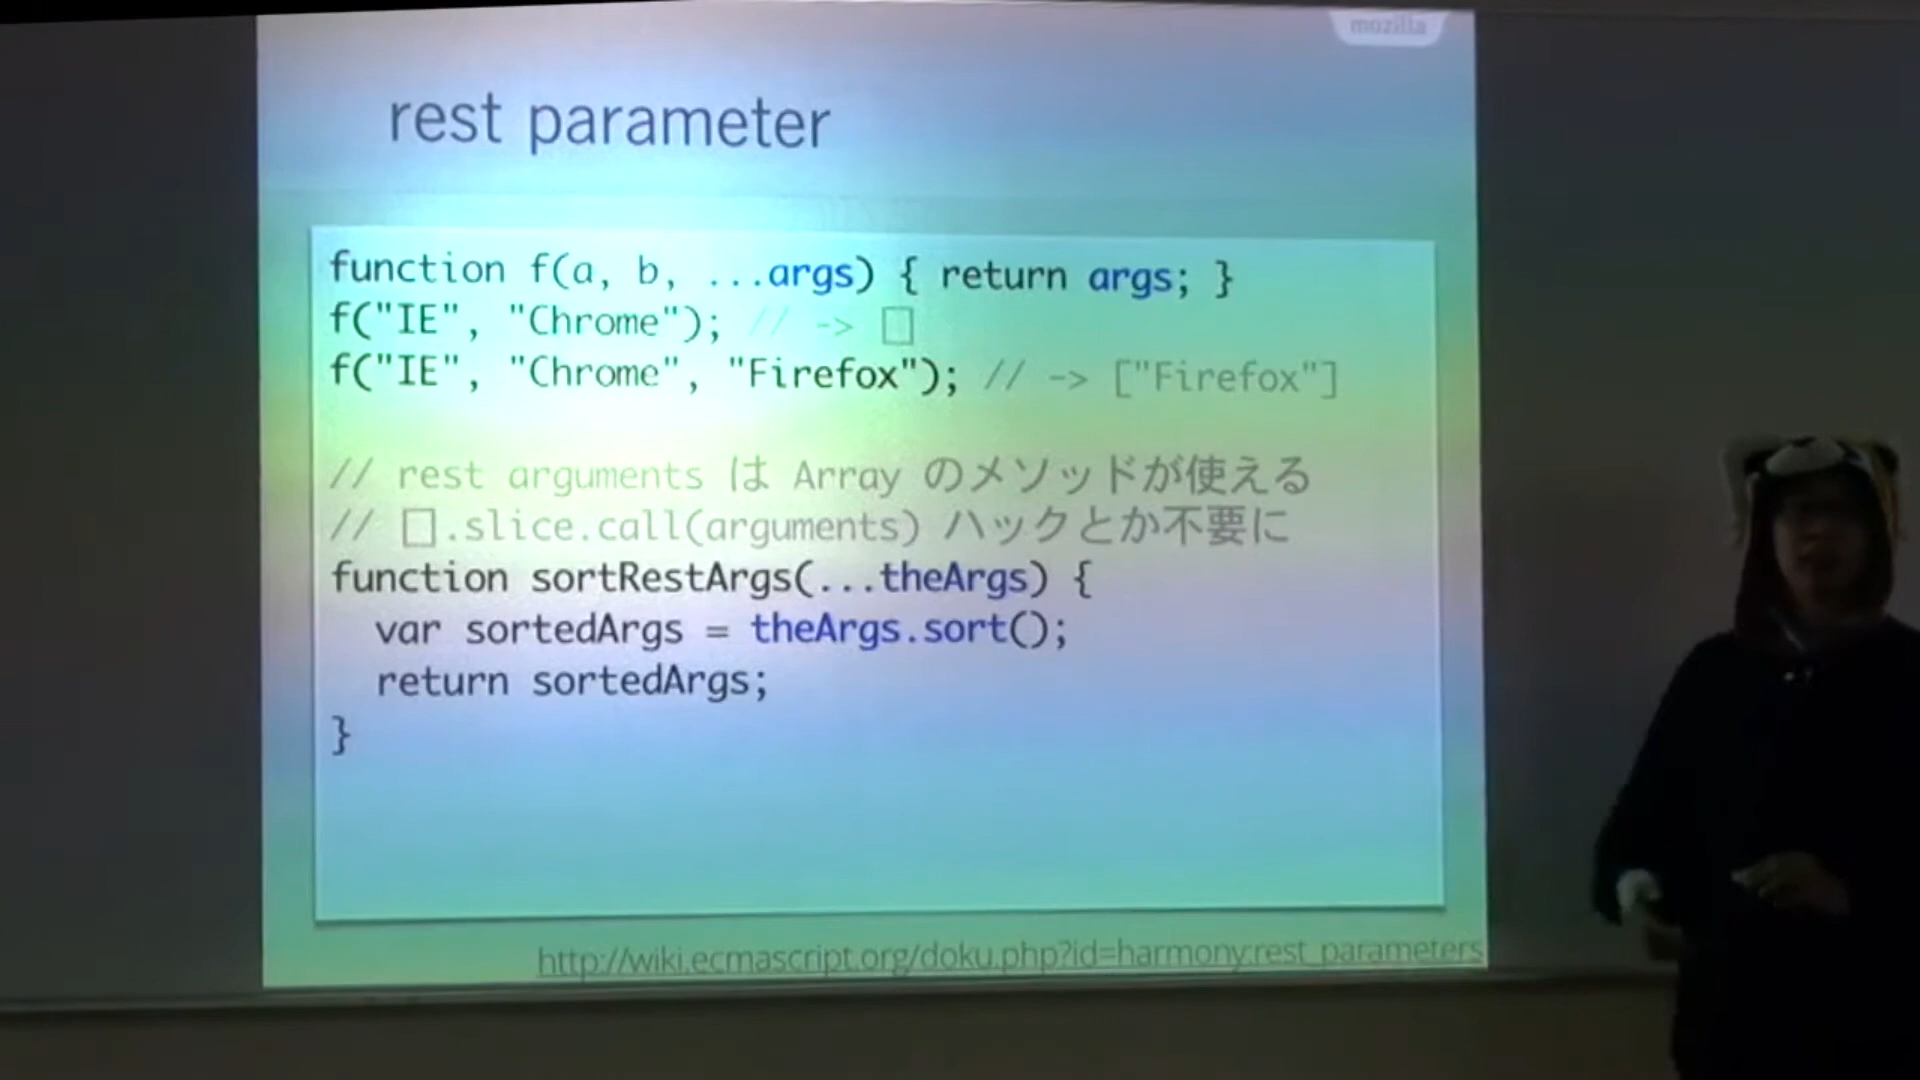 mozilla
rest parameter
function f(a, b, ...args) { return args; }
f("IE", "Chrome"); // -> []
f("IE", "Chrome", "Firefox"); // -> ["Firefox"]
// rest arguments は Array のメソッドが使える
// [].slice.call(arguments) ハックとか不要に
function sortRestArgs(...theArgs) {
  var sortedArgs = theArgs.sort();
  return sortedArgs;
}
http://wiki.ecmascript.org/doku.php?id=harmony:rest_parameters